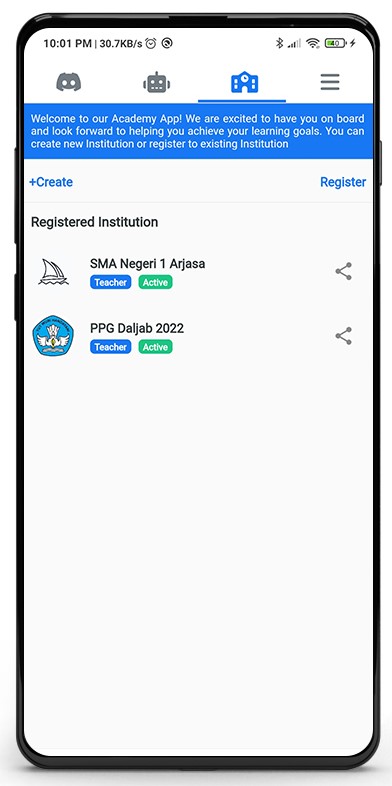 10:01 PM | 30.7KB/s
40
Welcome to our Academy App! We are excited to have you on board
and look forward to helping you achieve your learning goals. You can
create new Institution or register to existing Institution
+Create Register
Registered Institution
SMA Negeri 1 Arjasa
Teacher Active
PPG Daljab 2022
Teacher Active